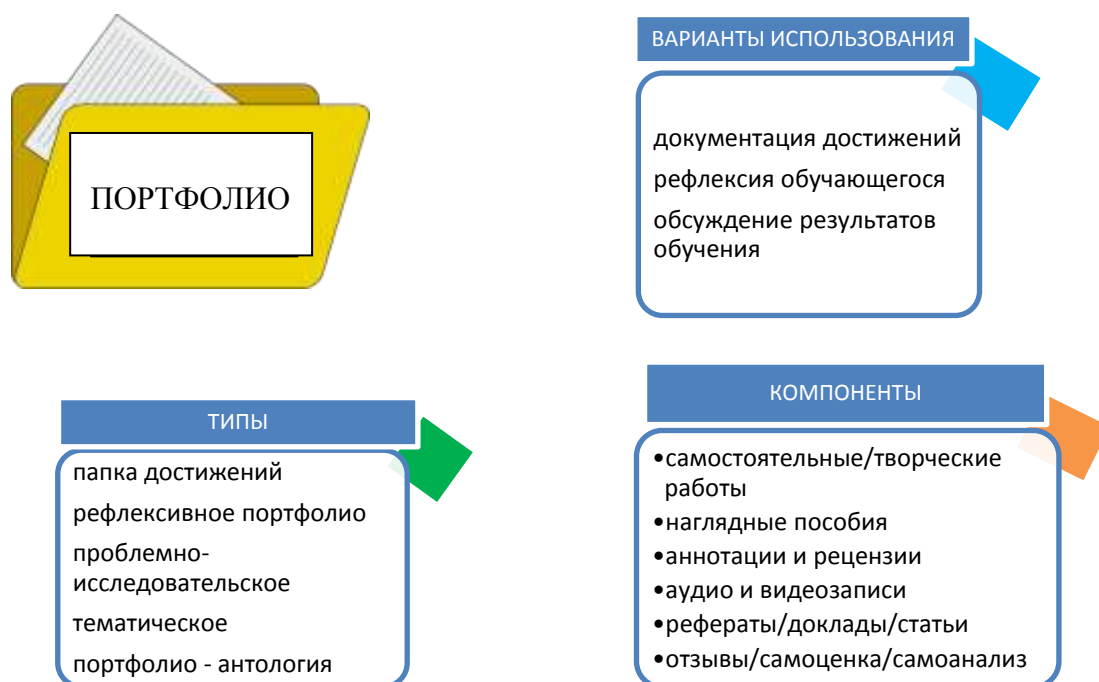 ПОРТФОЛИО
ВАРИАНТЫ ИСПОЛЬЗОВАНИЯ
документация достижений
рефлексия обучающегося
обсуждение результатов
обучения
ТИПЫ
папка достижений
рефлексивное портфолио
проблемно-
исследовательское
тематическое
портфолио - антология
КОМПОНЕНТЫ
•самостоятельные/творческие
работы
•наглядные пособия
•аннотации и рецензии
•аудио и видеозаписи
•рефераты/доклады/статьи
•отзывы/самоценка/самоанализ